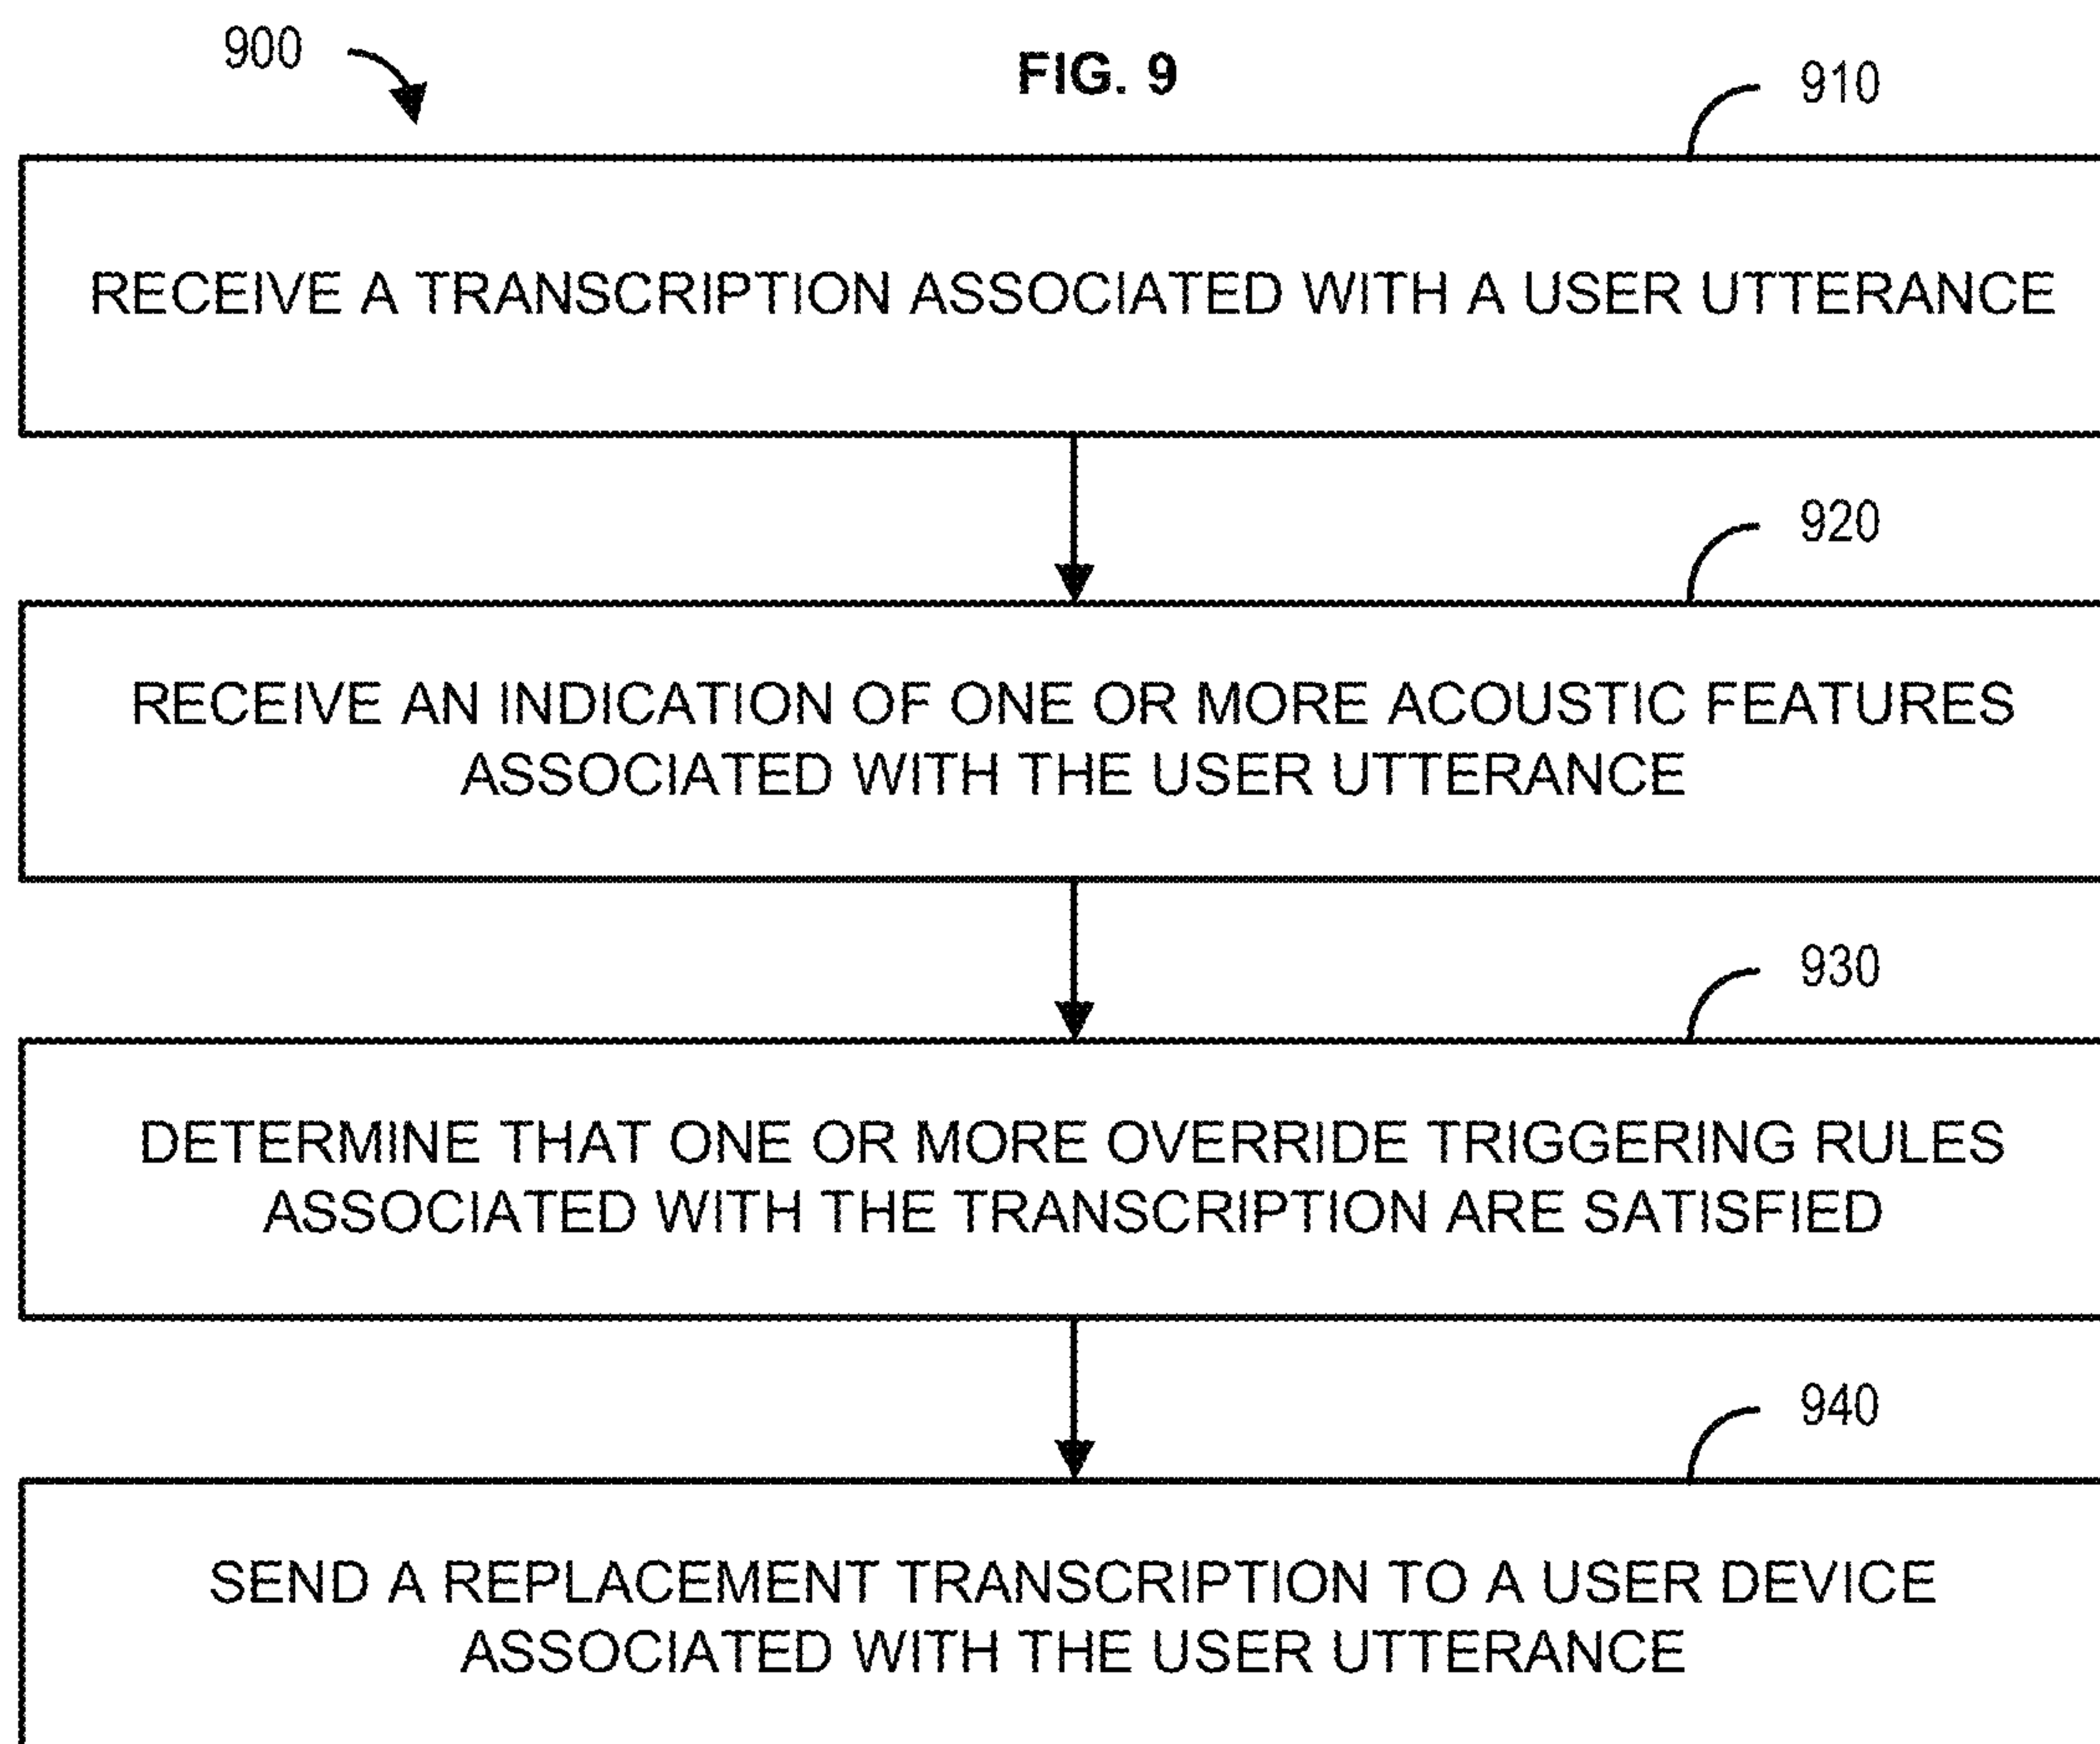 900
FIG. 9
910
RECEIVE A TRANSCRIPTION ASSOCIATED WITH A USER UTTERANCE
920
RECEIVE AN INDICATION OF ONE OR MORE ACOUSTIC FEATURES
ASSOCIATED WITH THE USER UTTERANCE
930
DETERMINE THAT ONE OR MORE OVERRIDE TRIGGERING RULES
ASSOCIATED WITH THE TRANSCRIPTION ARE SATISFIED
940
SEND A REPLACEMENT TRANSCRIPTION TO A USER DEVICE
ASSOCIATED WITH THE USER UTTERANCE